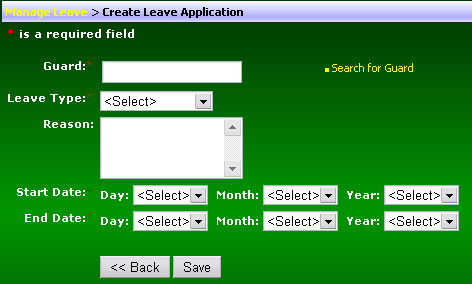 Manage Leave > Create Leave Application
* is a required field
Guard:* Search for Guard
Leave Type:* <Select>
Reason:
Start Date:* Day: <Select> Month: <Select> Year: <Select>
End Date:* Day: <Select> Month: <Select> Year: <Select>
<< Back Save